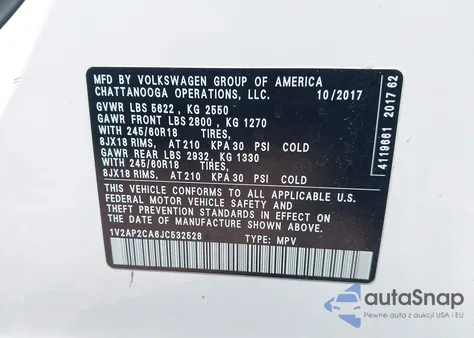 MFD BY VOLKSWAGEN GROUP OF AMERICA
CHATTANOOGA OPERATIONS, LLC. 10/2017
GVWR LBS 5622 , KG 2550
GAWR FRONT LBS 2800 , KG 1270
WITH 245/60R18 TIRES,
8JX18 RIMS, AT 210 KPA 30 PSI COLD
GAWR REAR LBS 2932, KG 1330
WITH 245/60R18 TIRES,
8JX18 RIMS, AT 210 KPA 30 PSI COLD
THIS VEHICLE CONFORMS TO ALL APPLICABLE
FEDERAL MOTOR VEHICLE SAFETY AND
THEFT PREVENTION STANDARDS IN EFFECT
ON THE DATE OF MANUFACTURE SHOWN ABOVE.
1V2AP2CA6JC532528 TYPE: MPV
4119661 2017 62
autoSnap
Pewne auta z aukcji USA i EU